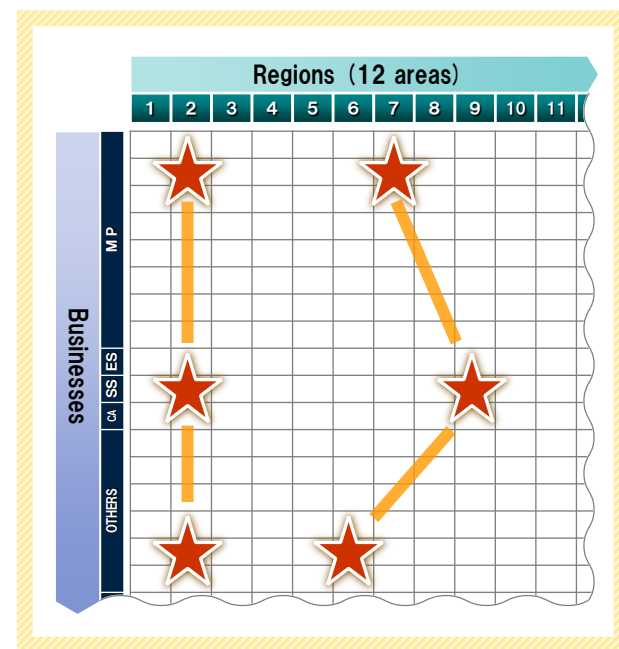 Regions (12 areas)
1 2 3 4 5 6 7 8 9 10 11
Businesses
MP
ES
SS
CA
OTHERS